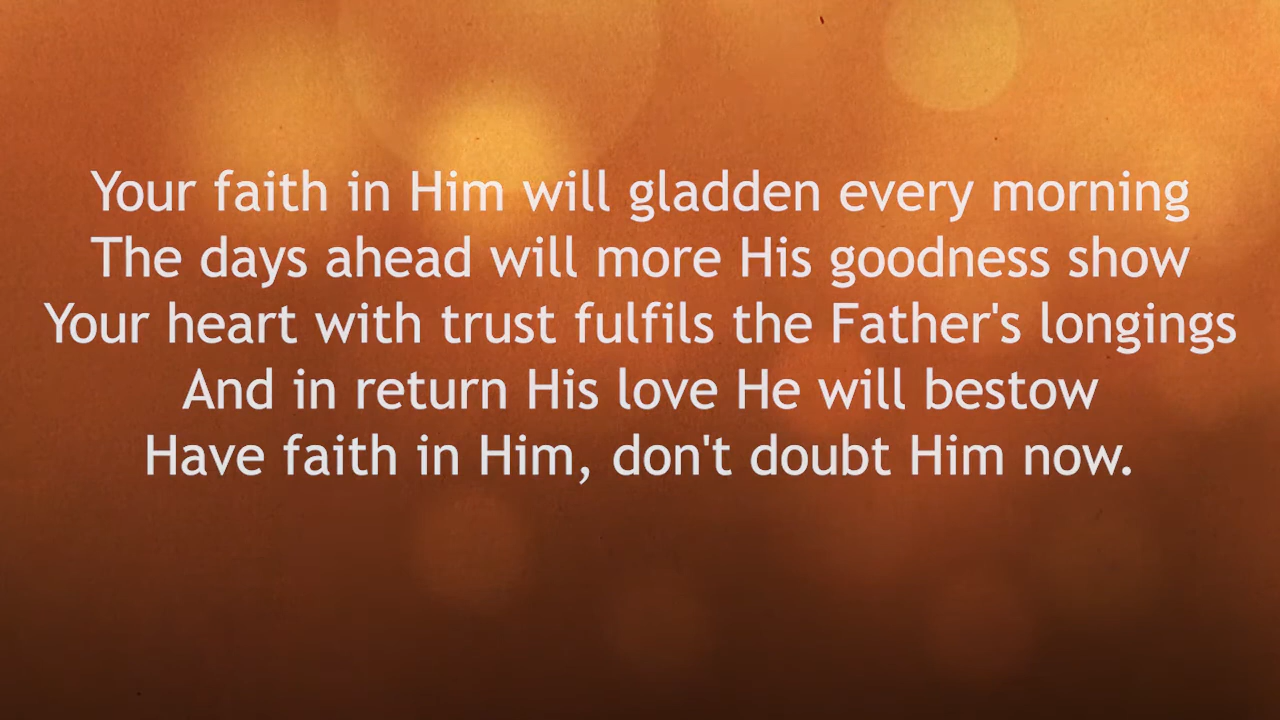 Your faith in Him will gladden every morning
The days ahead will more His goodness show
Your heart with trust fulfils the Father's longings
And in return His love He will bestow
Have faith in Him, don't doubt Him now.